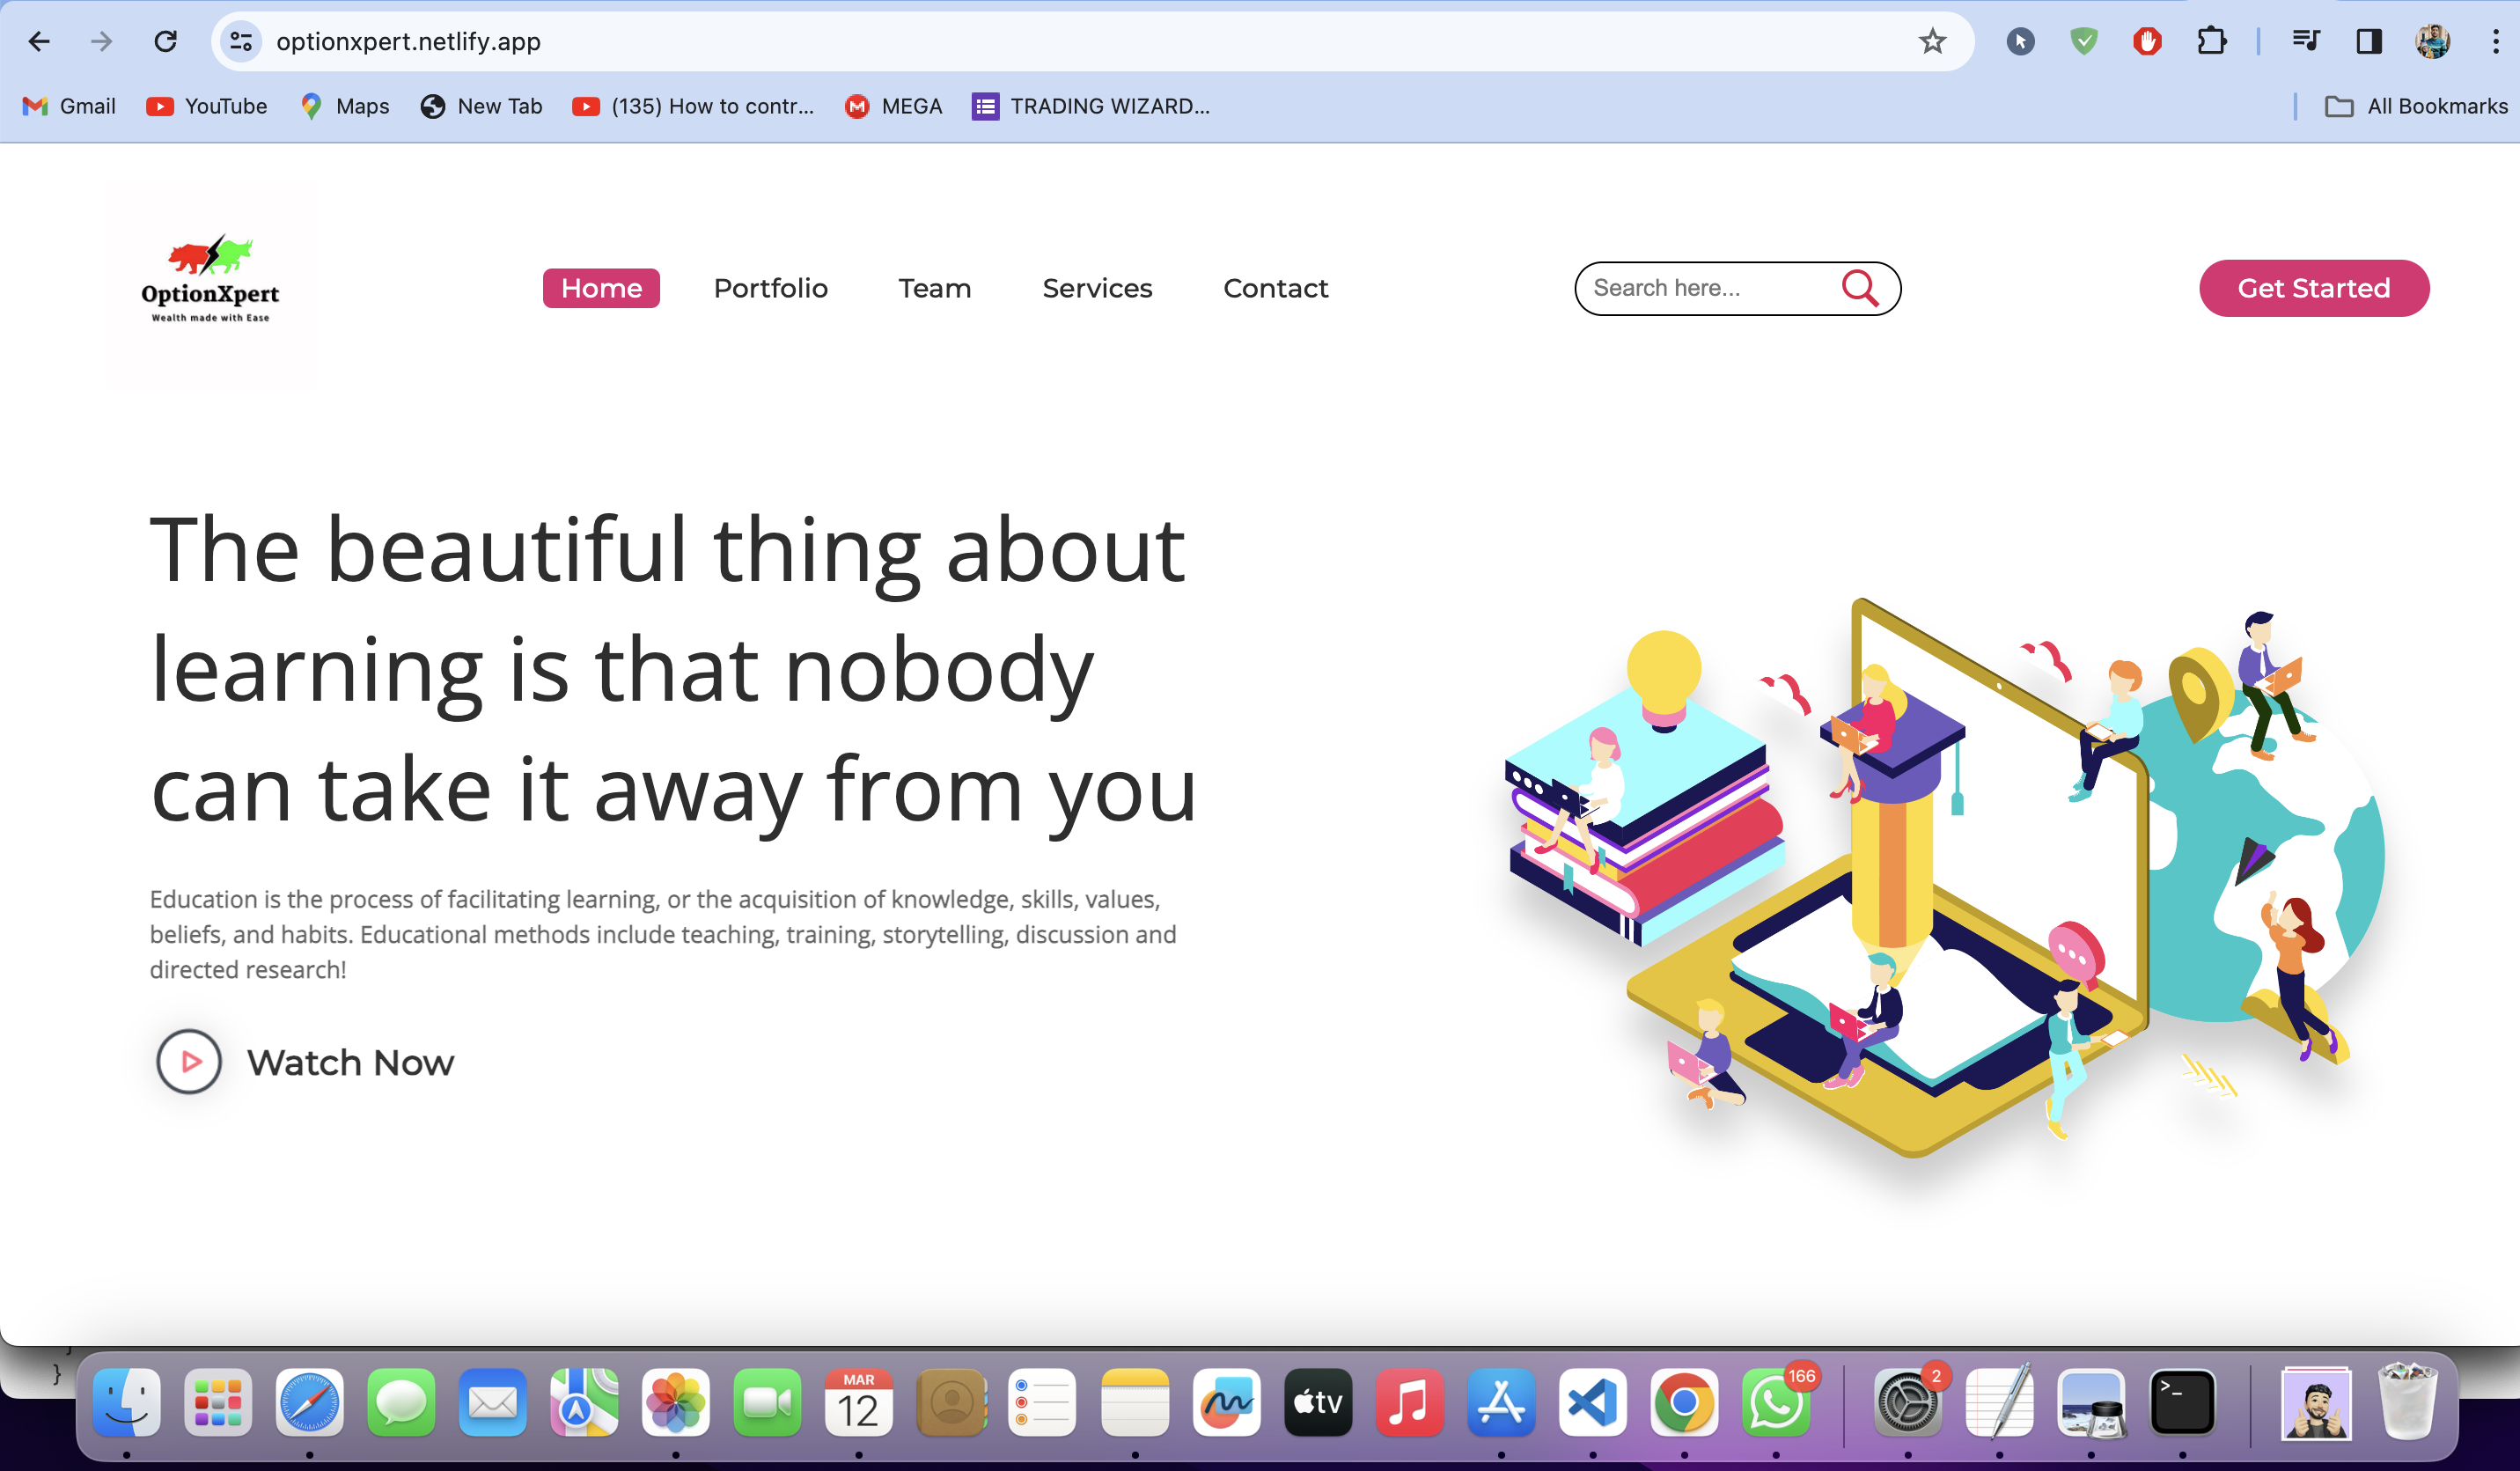 optionxpert.netlify.app
Gmail
YouTube
Maps
New Tab
(135) How to contr...
MEGA
TRADING WIZARD...
All Bookmarks
OptionXpert
Wealth made with Ease
Home
Portfolio
Team
Services
Contact
Search here...
Get Started
The beautiful thing about
learning is that nobody
can take it away from you
Education is the process of facilitating learning, or the acquisition of knowledge, skills, values,
beliefs, and habits. Educational methods include teaching, training, storytelling, discussion and
directed research!
Watch Now
}
MAR
12
tv
166
2
>_